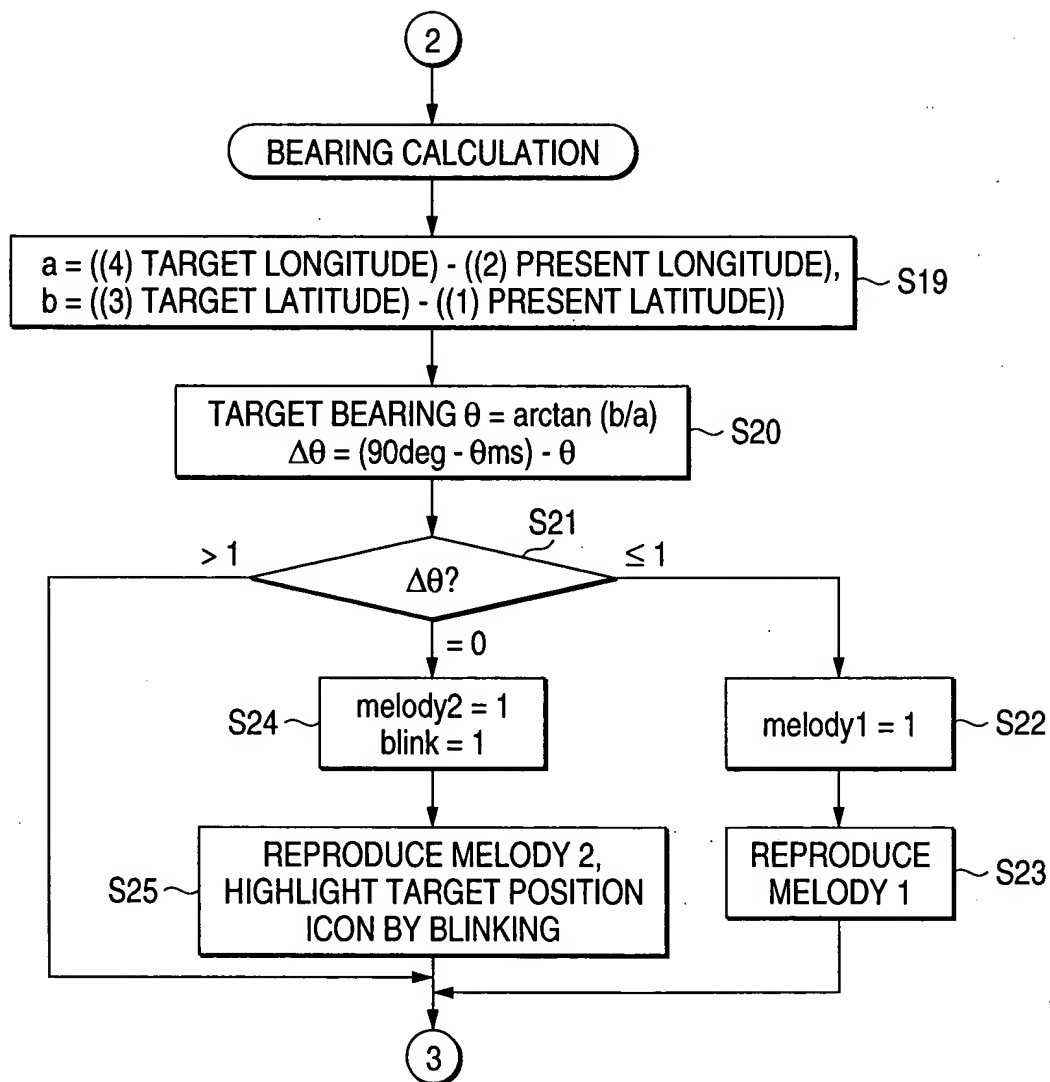 2
BEARING CALCULATION
a = ((4) TARGET LONGITUDE) - ((2) PRESENT LONGITUDE),
b = ((3) TARGET LATITUDE) - ((1) PRESENT LATITUDE))
S19
TARGET BEARING θ = arctan (b/a)
Δθ = (90deg - θms) - θ
S20
S21
> 1
Δθ?
≤ 1
= 0
S24
melody2 = 1
blink = 1
melody1 = 1
S22
S25
REPRODUCE MELODY 2,
HIGHLIGHT TARGET POSITION
ICON BY BLINKING
REPRODUCE
MELODY 1
S23
3